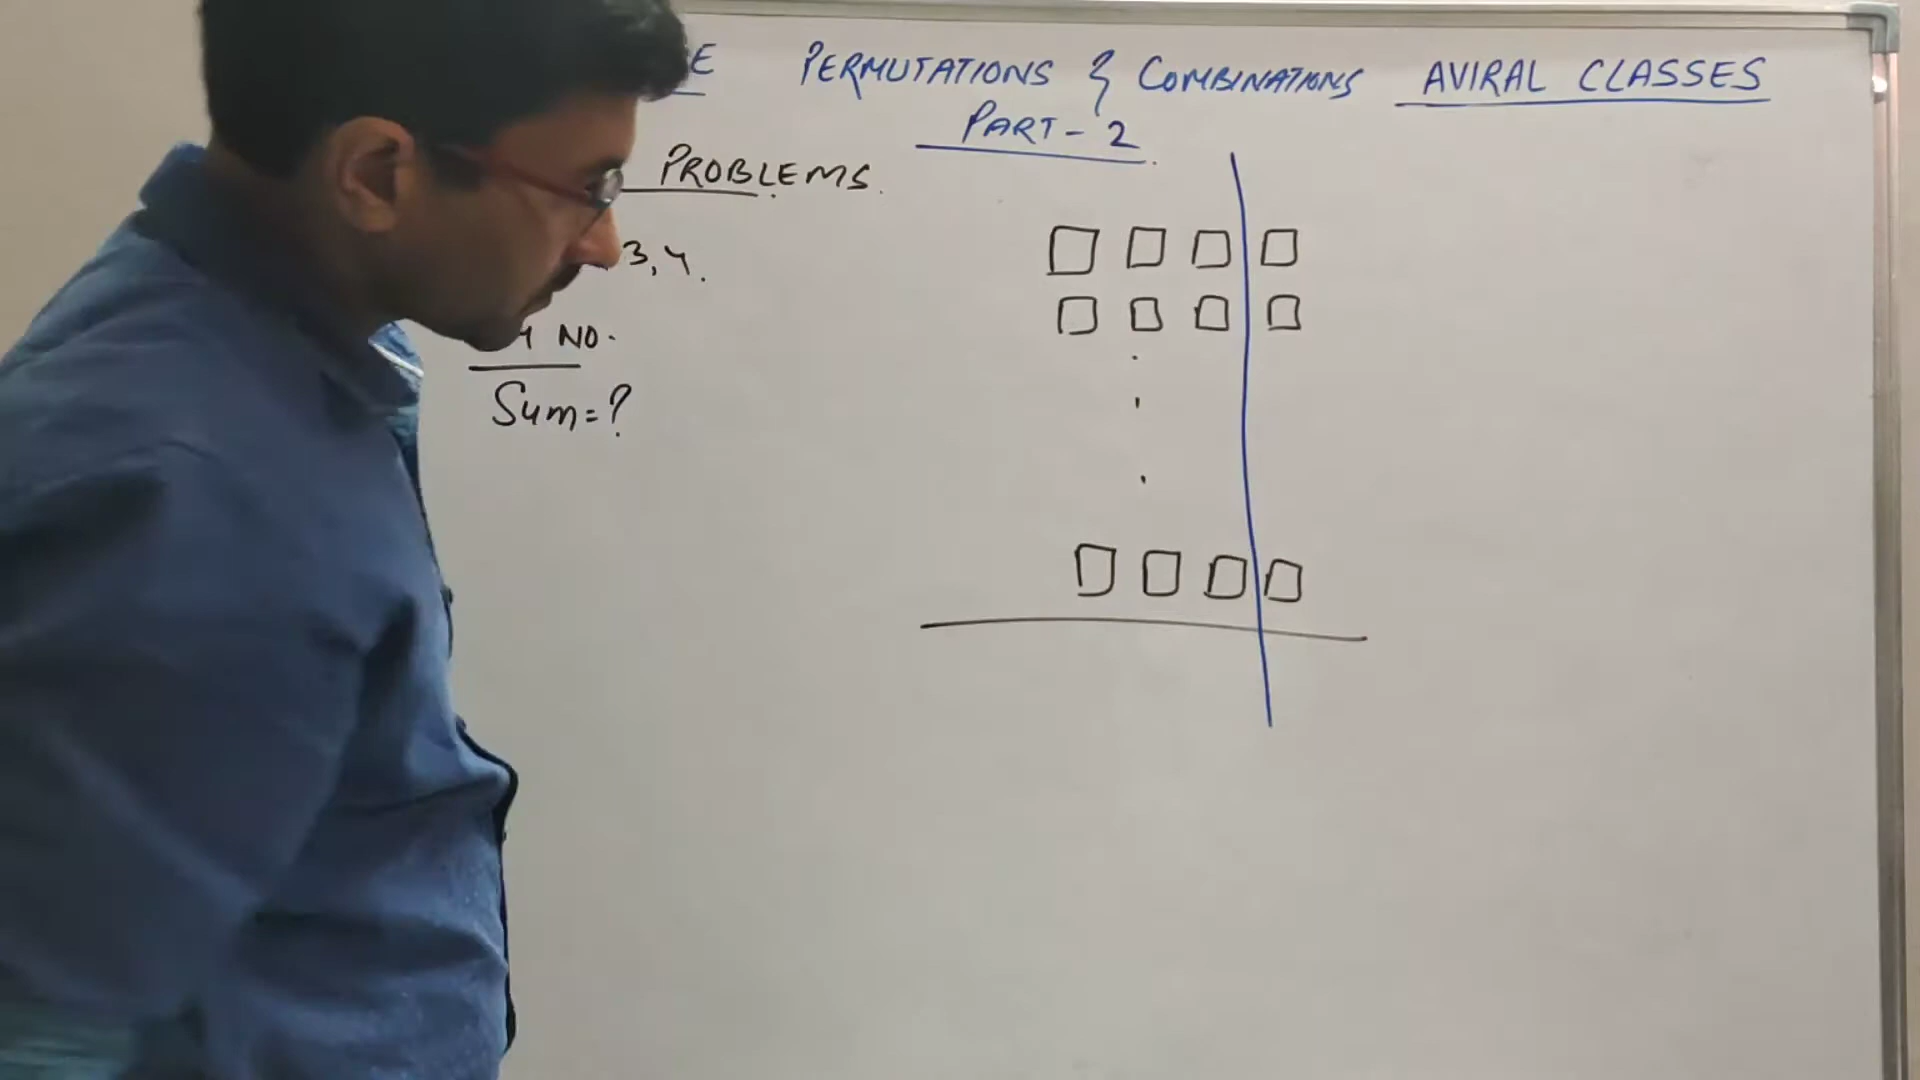 PERMUTATIONS & COMBINATIONS AVIRAL CLASSES
PART-2
PROBLEMS.
3, 4.
NO.
Sum=?